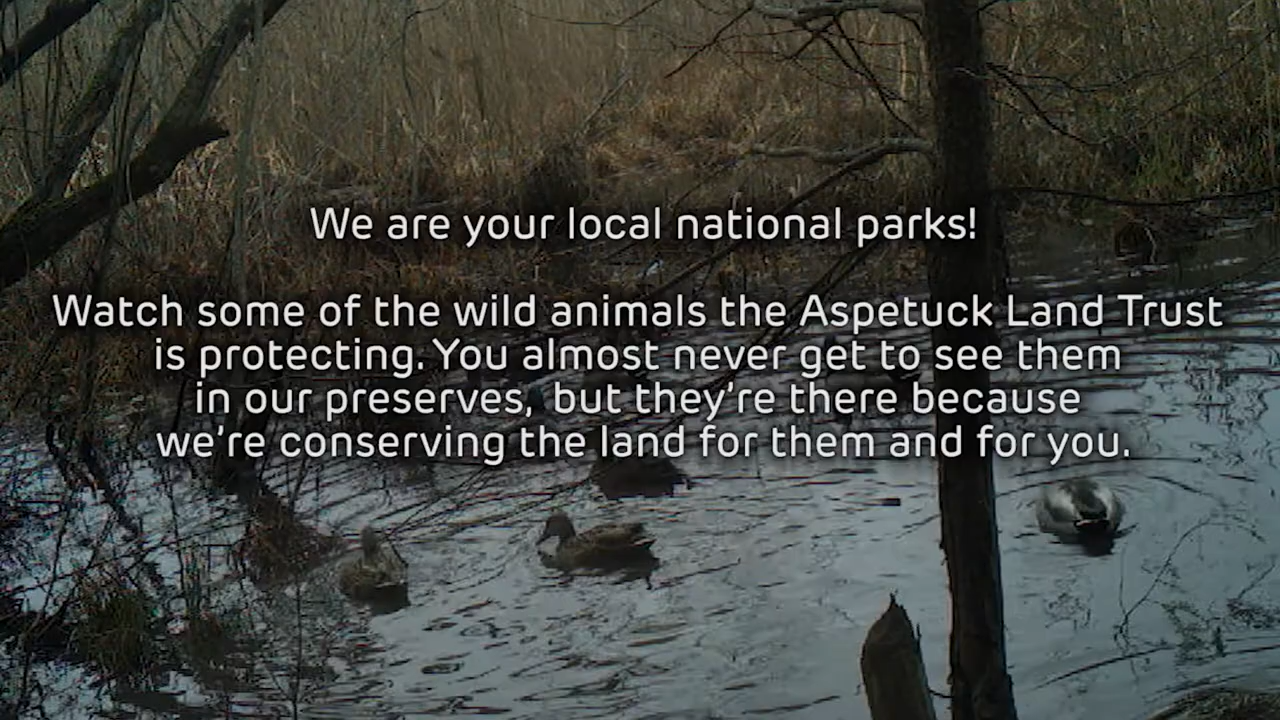 We are your local national parks!
Watch some of the wild animals the Aspetuck Land Trust
is protecting. You almost never get to see them
in our preserves, but they're there because
we're conserving the land for them and for you.